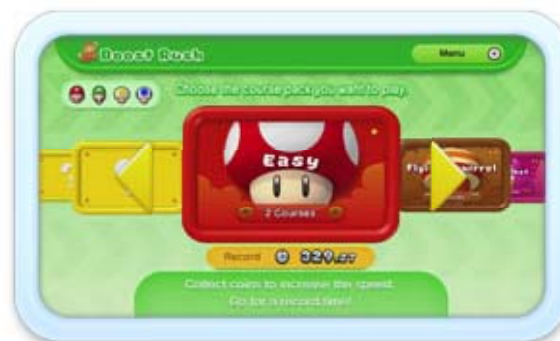 Boost Rush
Menu
Choose the course pack you want to play.
Easy
2 Courses
Record 329.27
Collect coins to increase the speed.
Go for a record time!